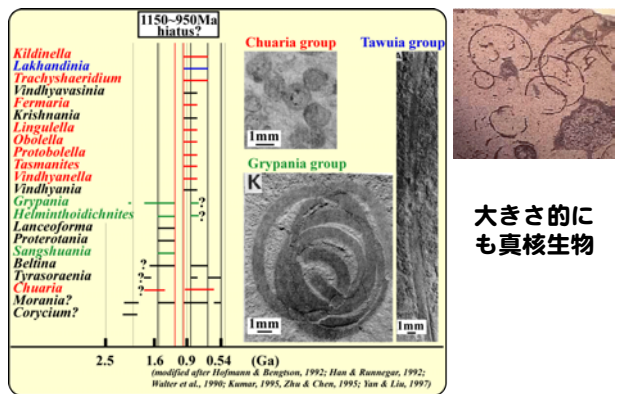 1150~950Ma
hiatus?
Kildinella
Lakhandinia
Trachyshaeridium
Vindhyavasinia
Fermaria
Krishnania
Lingulella
Obolella
Protobolella
Tasmanites
Vindhyanella
Vindhyania
Grypania
?
Helminthoidichnites
?
Lanceoforma
Proterotania
Sangshuania
Beltina
?
Tyrasoraenia
?
Chuaria
?
Morania?
Corycium?
2.5
1.6
0.9
0.54
(Ga)
(modified after Hofmann & Bengtson, 1992; Han & Runnegar, 1992;
Walter et al., 1990; Kumar, 1995, Zhu & Chen, 1995; Yan & Liu, 1997)
Chuaria group
1mm
Tawuia group
A
1mm
Grypania group
K
1mm
大きさ的に
も真核生物